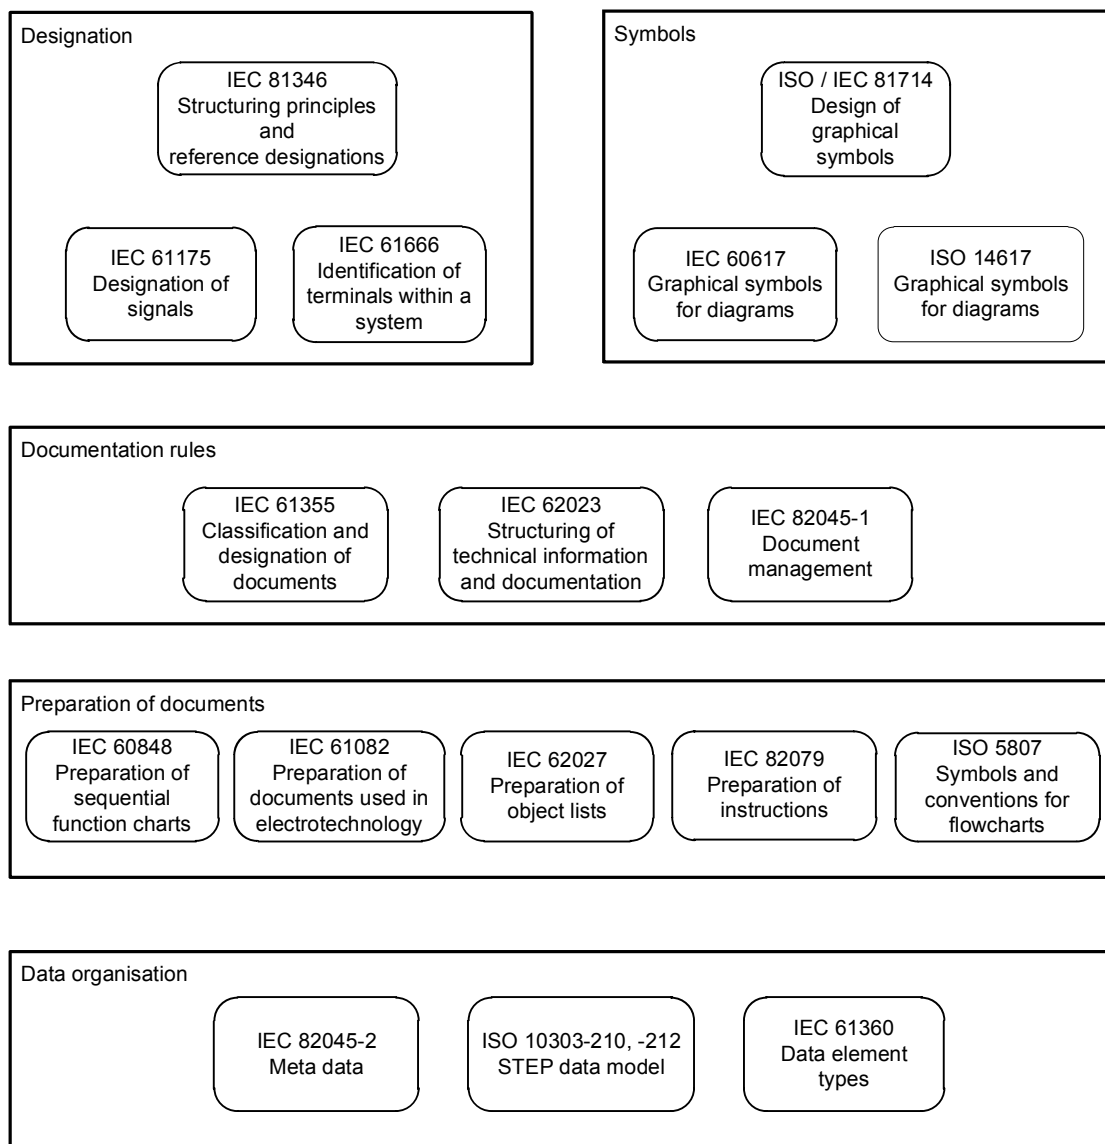 Designation
IEC 81346
Structuring principles
and
reference designations
IEC 61175
Designation of
signals
IEC 61666
Identification of
terminals within a
system
Symbols
ISO / IEC 81714
Design of
graphical
symbols
IEC 60617
Graphical symbols
for diagrams
ISO 14617
Graphical symbols
for diagrams
Documentation rules
IEC 61355
Classification and
designation of
documents
IEC 62023
Structuring of
technical information
and documentation
IEC 82045-1
Document
management
Preparation of documents
IEC 60848
Preparation of
sequential
function charts
IEC 61082
Preparation of
documents used in
electrotechnology
IEC 62027
Preparation of
object lists
IEC 82079
Preparation of
instructions
ISO 5807
Symbols and
conventions for
flowcharts
Data organisation
IEC 82045-2
Meta data
ISO 10303-210, -212
STEP data model
IEC 61360
Data element
types